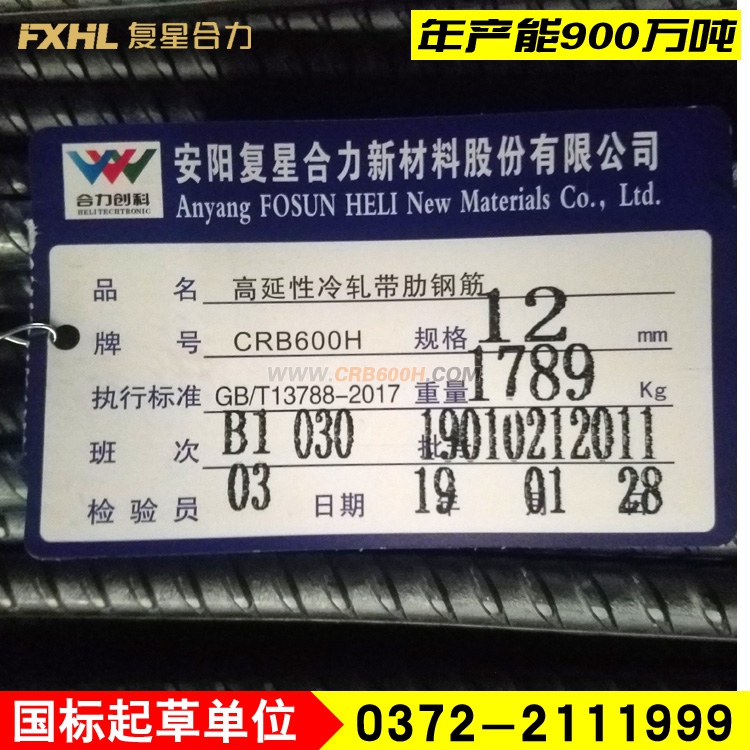 FXHL 复星合力
年产能900万吨
安阳复星合力新材料股份有限公司
Anyang FOSUN HELI New Materials Co., Ltd.
合力创科
HELITECHTRONIC
品 名 高延性冷轧带肋钢筋
牌 号 CRB600H 规格 12 mm
WWW.CRB600H.COM
执行标准 GB/T13788-2017 重量 1789 Kg
班 次 B1 030 批 19010212011
检验员 03 日期 19 年 01 月 28
国标起草单位 0372-2111999